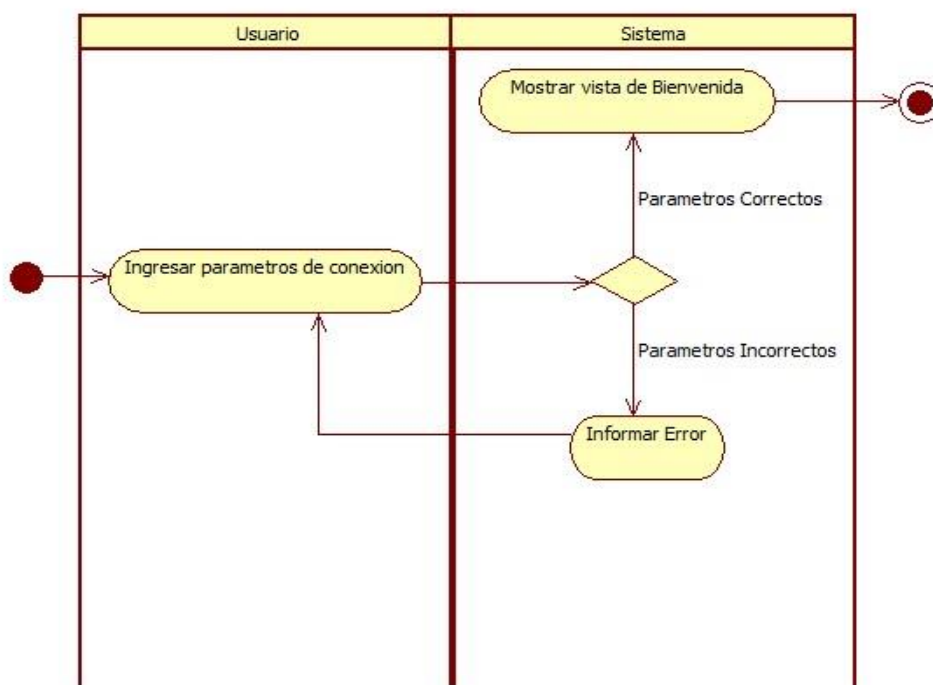 Usuario
Sistema
Mostrar vista de Bienvenida
Parametros Correctos
Ingresar parametros de conexion
Parametros Incorrectos
Informar Error